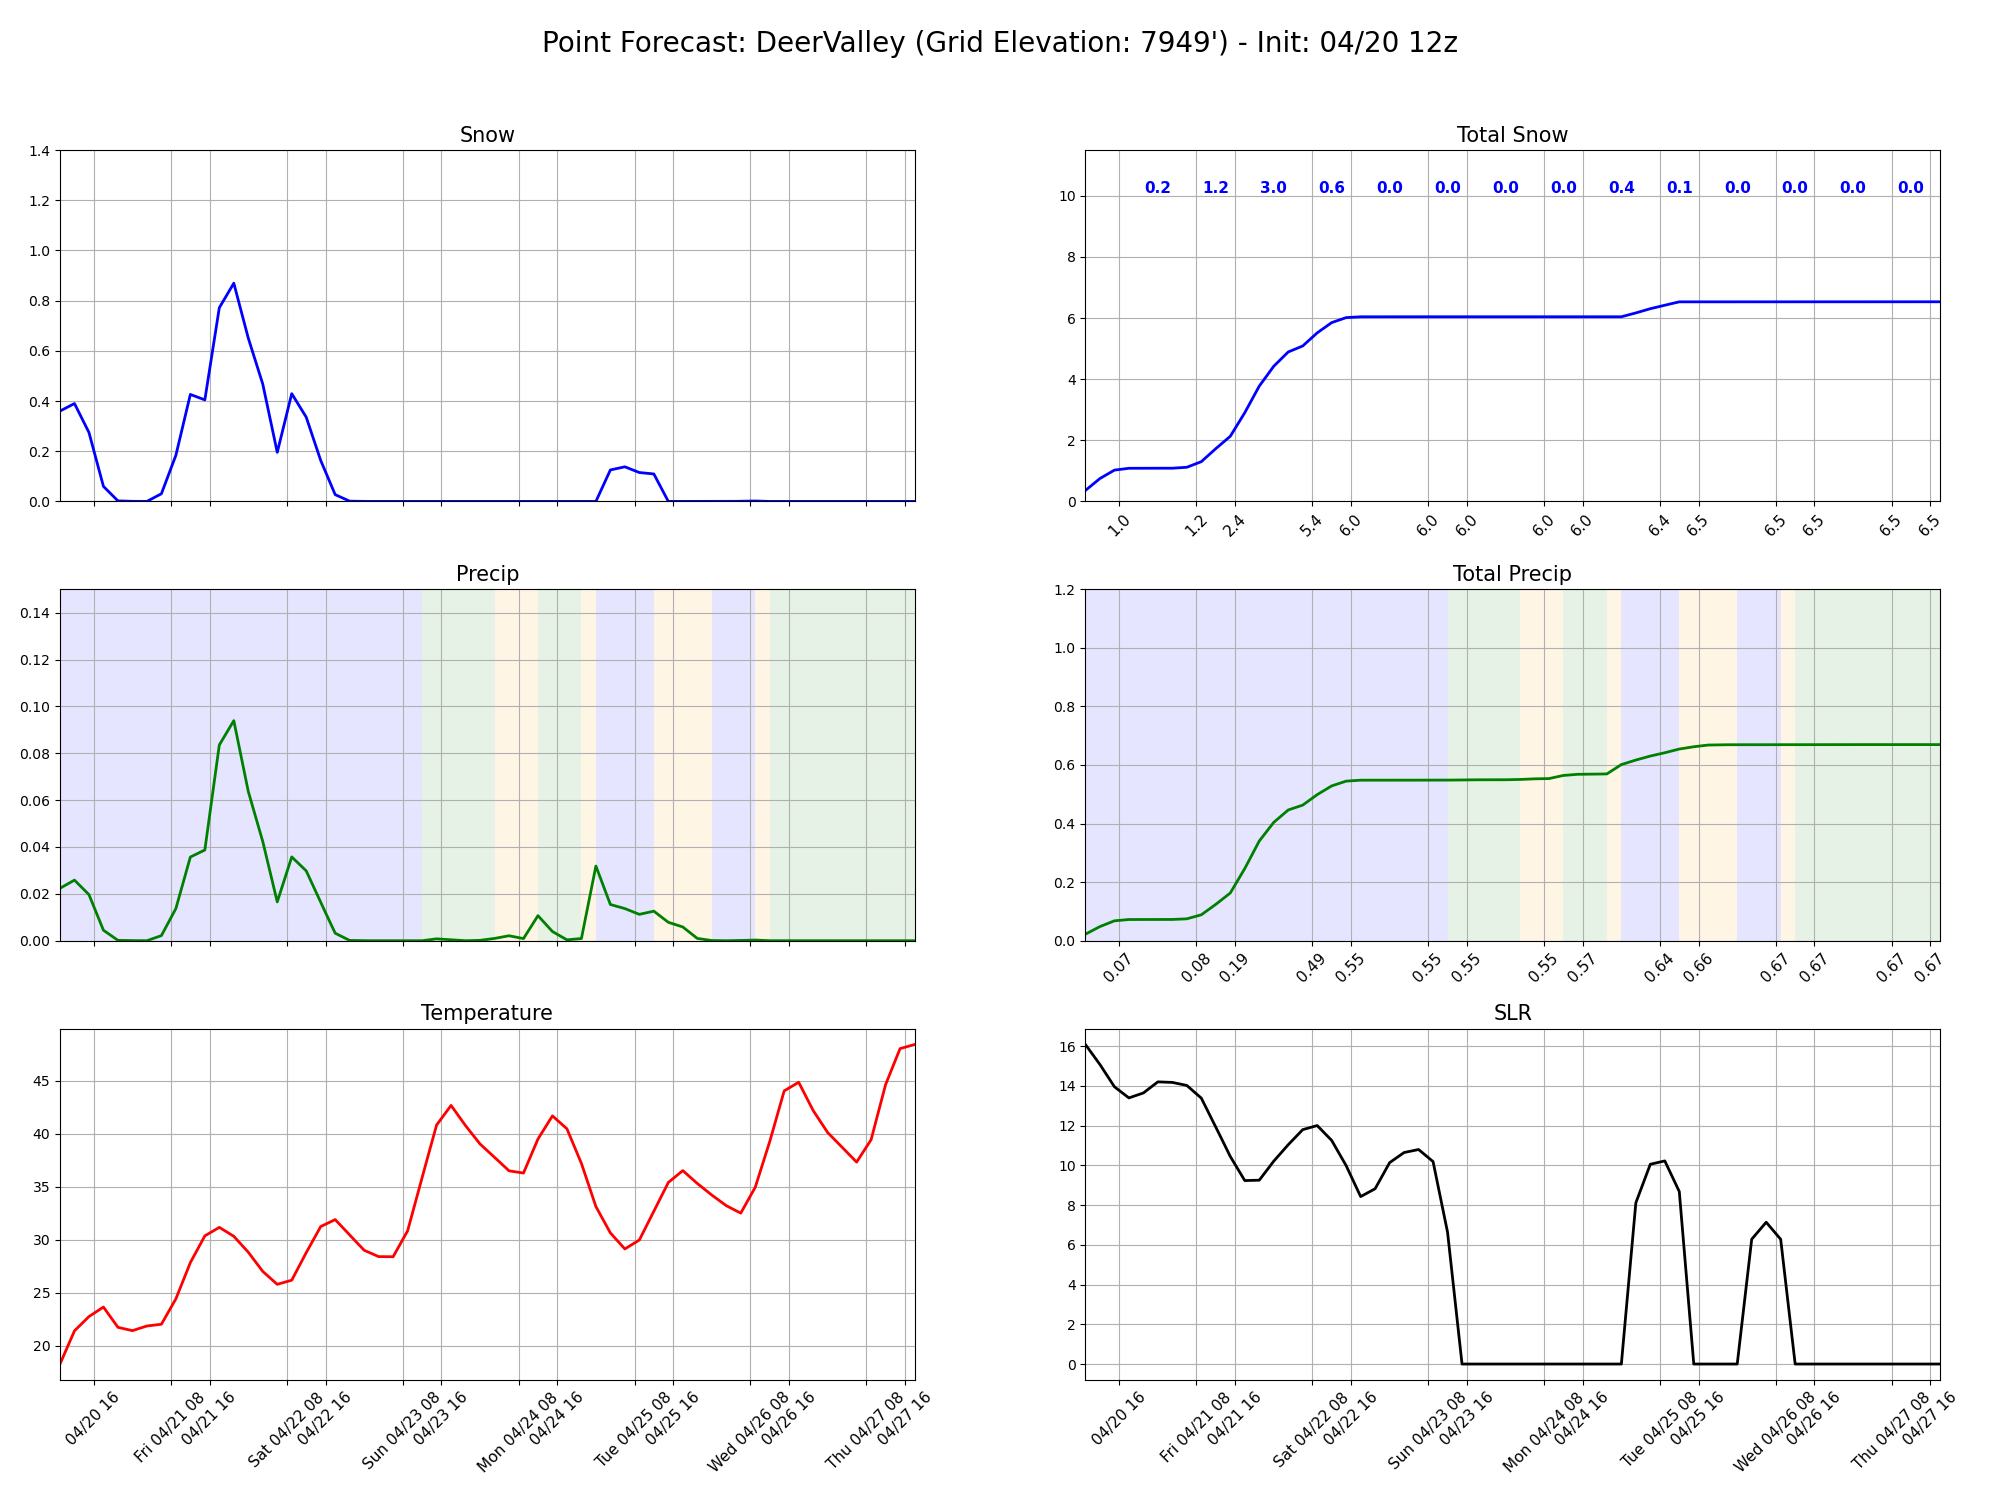 Point Forecast: DeerValley (Grid Elevation: 7949') - Init: 04/20 12z
Snow
1.4
1.2
1.0
0.8
0.6
0.4
0.2
0.0
Total Snow
0.2 1.2 3.0 0.6 0.0 0.0 0.0 0.0 0.4 0.1 0.0 0.0 0.0 0.0
10
8
6
4
2
0
1.0 1.2 2.4 5.4 6.0 6.0 6.0 6.0 6.0 6.4 6.5 6.5 6.5 6.5 6.5
Precip
0.14
0.12
0.10
0.08
0.06
0.04
0.02
0.00
Total Precip
1.2
1.0
0.8
0.6
0.4
0.2
0.0
0.07 0.08 0.19 0.49 0.55 0.55 0.55 0.55 0.57 0.64 0.66 0.67 0.67 0.67 0.67
Temperature
45
40
35
30
25
20
04/20 16
Fri 04/21 08
04/21 16
Sat 04/22 08
04/22 16
Sun 04/23 08
04/23 16
Mon 04/24 08
04/24 16
Tue 04/25 08
04/25 16
Wed 04/26 08
04/26 16
Thu 04/27 08
04/27 16
SLR
16
14
12
10
8
6
4
2
0
04/20 16
Fri 04/21 08
04/21 16
Sat 04/22 08
04/22 16
Sun 04/23 08
04/23 16
Mon 04/24 08
04/24 16
Tue 04/25 08
04/25 16
Wed 04/26 08
04/26 16
Thu 04/27 08
04/27 16